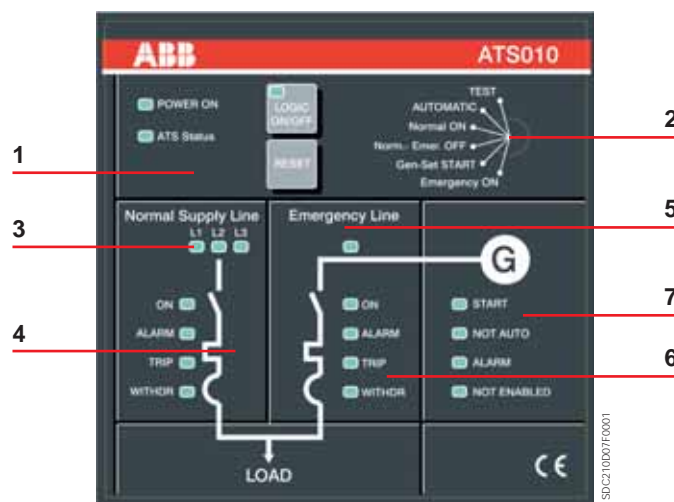 ABB ATS010
POWER ON
ATS Status
LOGIC
ON/OFF
RESET
TEST
AUTOMATIC
Normal ON
Norm.- Emer. OFF
Gen-Set START
Emergency ON
1
2
3
4
5
6
7
Normal Supply Line
L1 L2 L3
ON
ALARM
TRIP
WITHDR
Emergency Line
ON
ALARM
TRIP
WITHDR
G
START
NOT AUTO
ALARM
NOT ENABLED
LOAD
CE
SDC210D07F0001